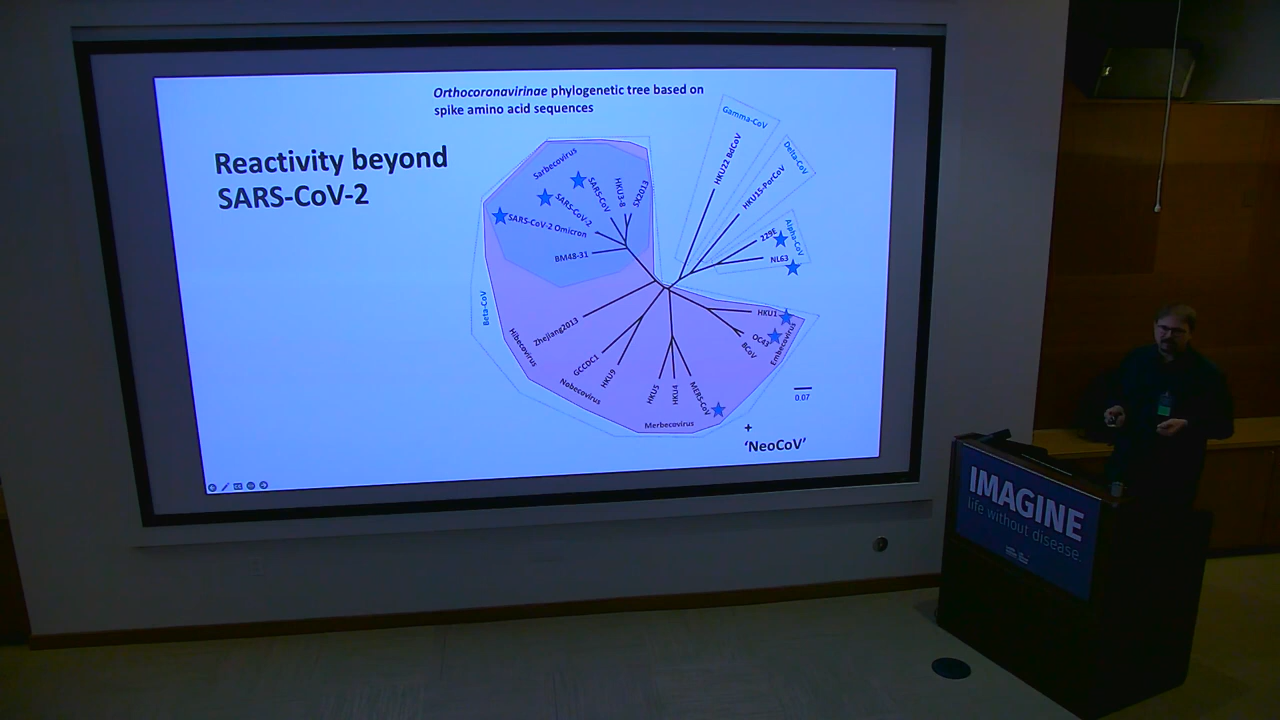 Orthocoronavirinae phylogenetic tree based on
spike amino acid sequences
Reactivity beyond
SARS-CoV-2
Gamma-CoV
HKU22 BdCoV
Delta-CoV
HKU15-PorCoV
Alpha-CoV
229E
NL63
Sarbecovirus
SARS-CoV
HKU3-8
SX2013
SARS-CoV-2
SARS-CoV-2 Omicron
BM48-31
Beta-CoV
Zhejiang2013
Hibecovirus
GCCDC1
HKU9
Nobecovirus
HKU5
HKU4
MERS-CoV
Merbecovirus
HKU1
OC43
BCoV
Embecovirus
0.07
+
'NeoCoV'
IMAGINE
life without disease.